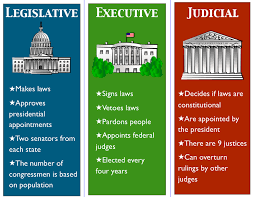 LEGISLATIVE
★Makes laws
★Approves
presidential
appointments
★Two senators from
each state
★The number of
congressmen is based
on population
EXECUTIVE
★Signs laws
★Vetoes laws
★Pardons people
★Appoints federal
judges
★Elected every
four years
JUDICIAL
★Decides if laws are
constitutional
★Are appointed by
the president
★There are 9 justices
★Can overturn
rulings by other
judges